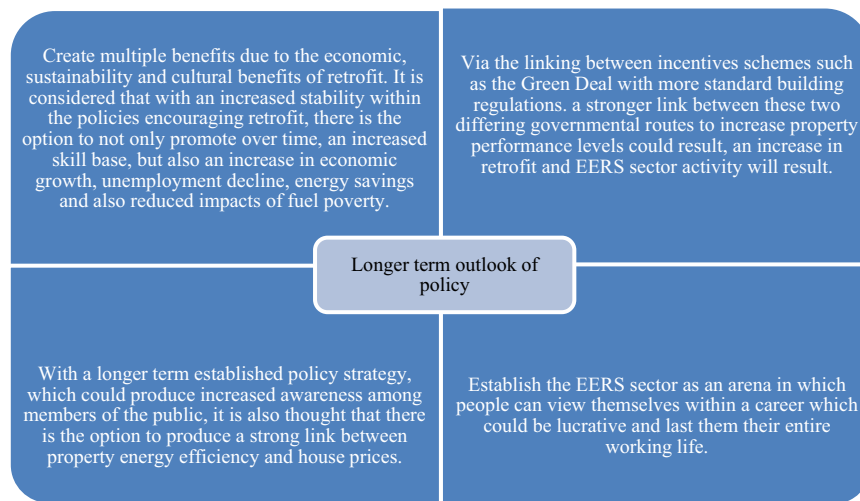 Create multiple benefits due to the economic,
sustainability and cultural benefits of retrofit. It is
considered that with an increased stability within
the policies encouraging retrofit, there is the
option to not only promote over time, an increased
skill base, but also an increase in economic
growth, unemployment decline, energy savings
and also reduced impacts of fuel poverty.
Via the linking between incentives schemes such
as the Green Deal with more standard building
regulations. a stronger link between these two
differing governmental routes to increase property
performance levels could result, an increase in
retrofit and EERS sector activity will result.
Longer term outlook of
policy
With a longer term established policy strategy,
which could produce increased awareness among
members of the public, it is also thought that there
is the option to produce a strong link between
property energy efficiency and house prices.
Establish the EERS sector as an arena in which
people can view themselves within a career which
could be lucrative and last them their entire
working life.